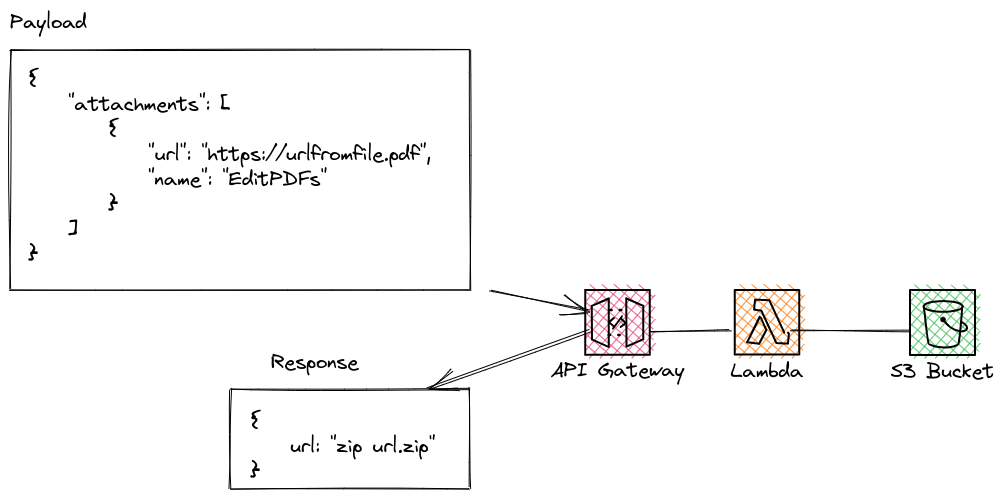 Payload
{
"attachments": [
{
"url": "https://urlfromfile.pdf",
"name": "EditPDFs"
}
]
}
</>
API Gateway
Lambda
S3 Bucket
Response
{
url: "zip url.zip"
}